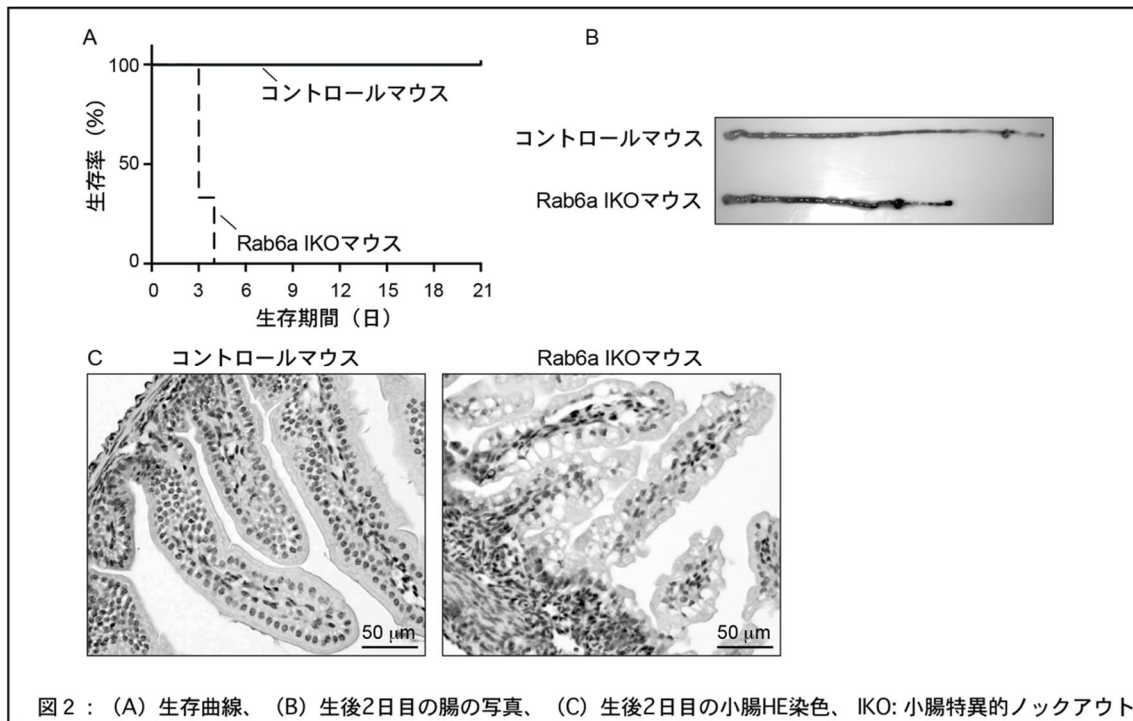 A
B
100
50
0
生存率（%）
コントロールマウス
Rab6a IKOマウス
0 3 6 9 12 15 18 21
生存期間（日）
コントロールマウス
Rab6a IKOマウス
C
コントロールマウス
Rab6a IKOマウス
50 μm
50 μm
図２：（A）生存曲線、（B）生後2日目の腸の写真、（C）生後2日目の小腸HE染色、IKO: 小腸特異的ノックアウト